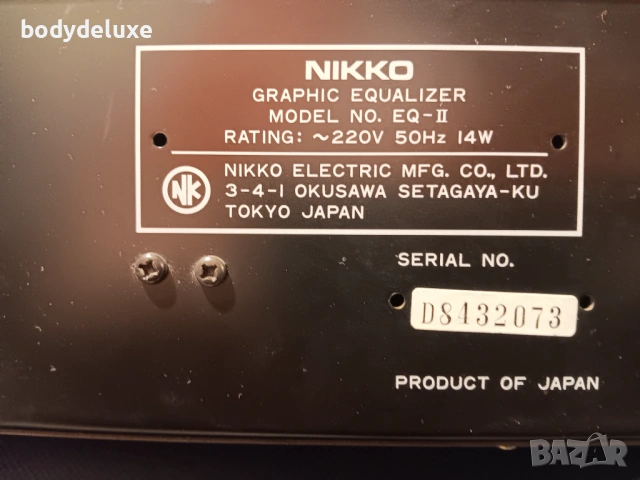 bodydeluxe
NIKKO
GRAPHIC EQUALIZER
MODEL NO. EQ-II
RATING: ~220V 50Hz 14W
NK
NIKKO ELECTRIC MFG. CO., LTD.
3-4-1 OKUSAWA SETAGAYA-KU
TOKYO JAPAN
SERIAL NO.
D8432073
PRODUCT OF JAPAN
BAZAR